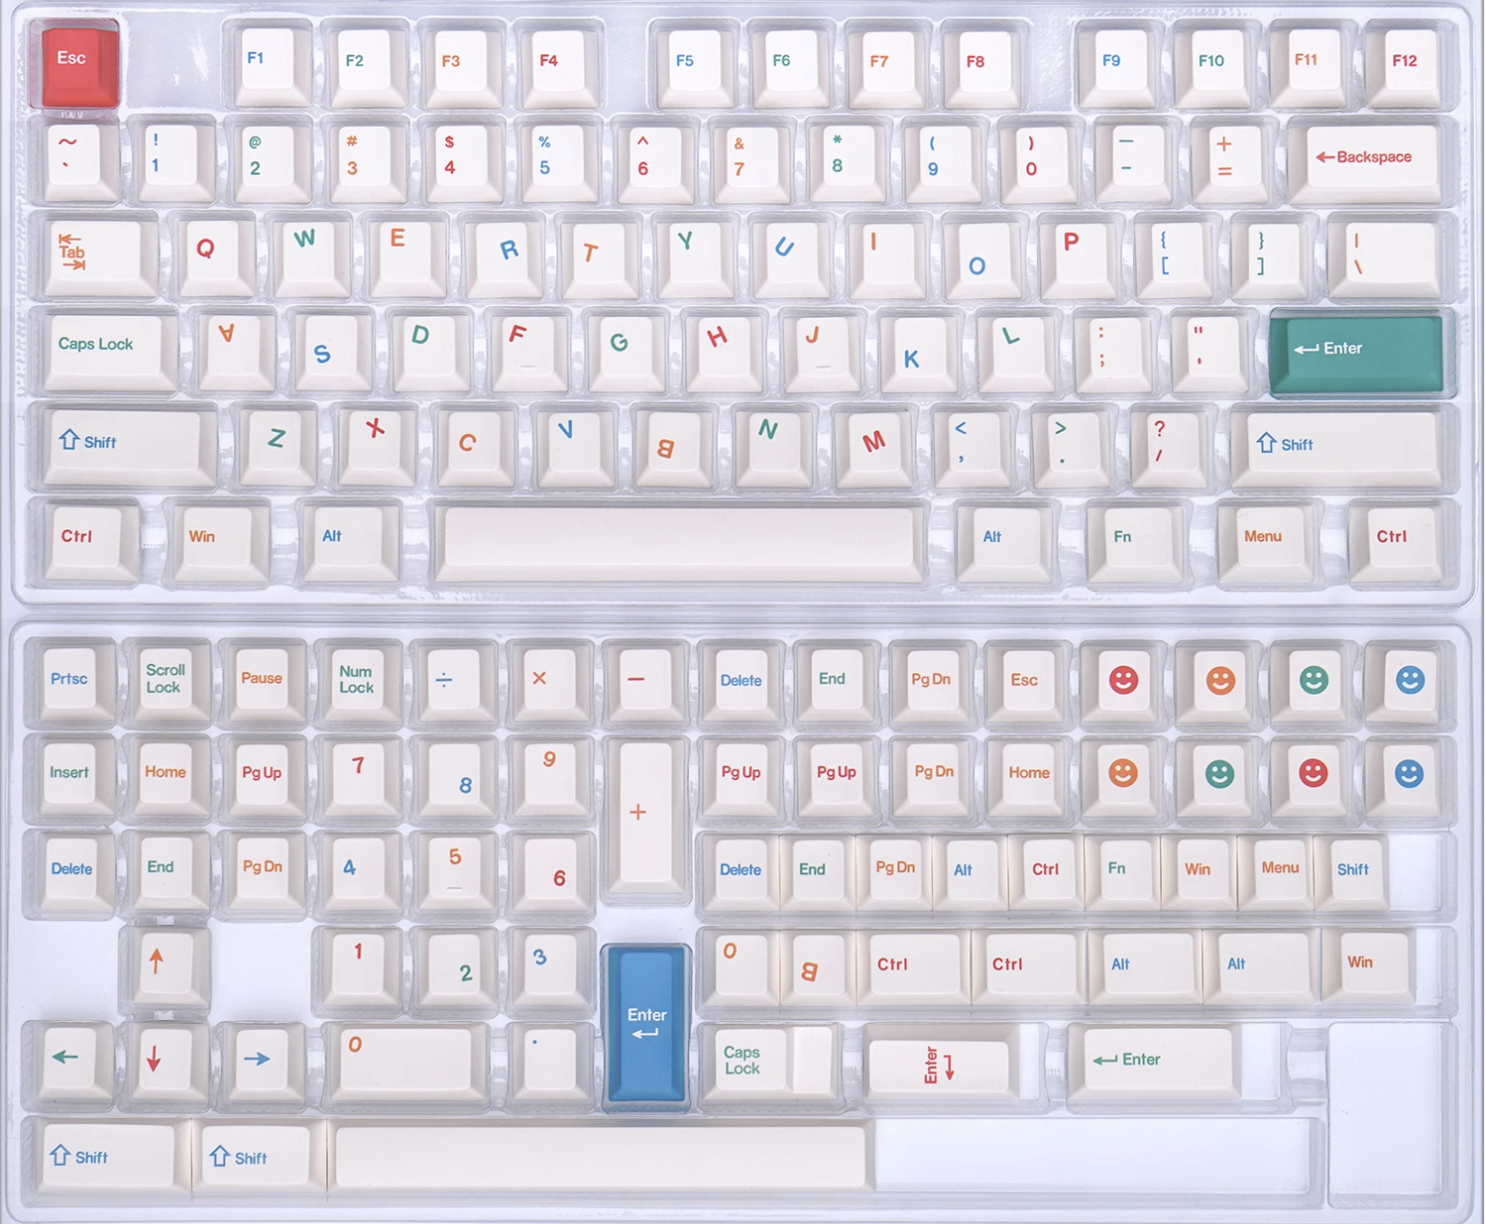 Esc F1 F2 F3 F4 F5 F6 F7 F8 F9 F10 F11 F12
~ ! @ # $ % ^ & * ( ) — +
` 1 2 3 4 5 6 7 8 9 0 - = ←Backspace
Tab Q W E R T Y U I O P { } |
[ ] \
Caps Lock A S D F G H J K L : " ← Enter
; '
⇧ Shift Z X C V B N M < > ? ⇧ Shift
, . /
Ctrl Win Alt Alt Fn Menu Ctrl
Prtsc Scroll Lock Pause Num Lock ÷ × − Delete End Pg Dn Esc
Insert Home Pg Up 7 8 9 + Pg Up Pg Up Pg Dn Home
Delete End Pg Dn 4 5 6 Delete End Pg Dn Alt Ctrl Fn Win Menu Shift
↑ 1 2 3 Enter 0 B Ctrl Ctrl Alt Alt Win
← ↓ → 0 . Caps Lock Enter ← Enter
⇧ Shift ⇧ Shift